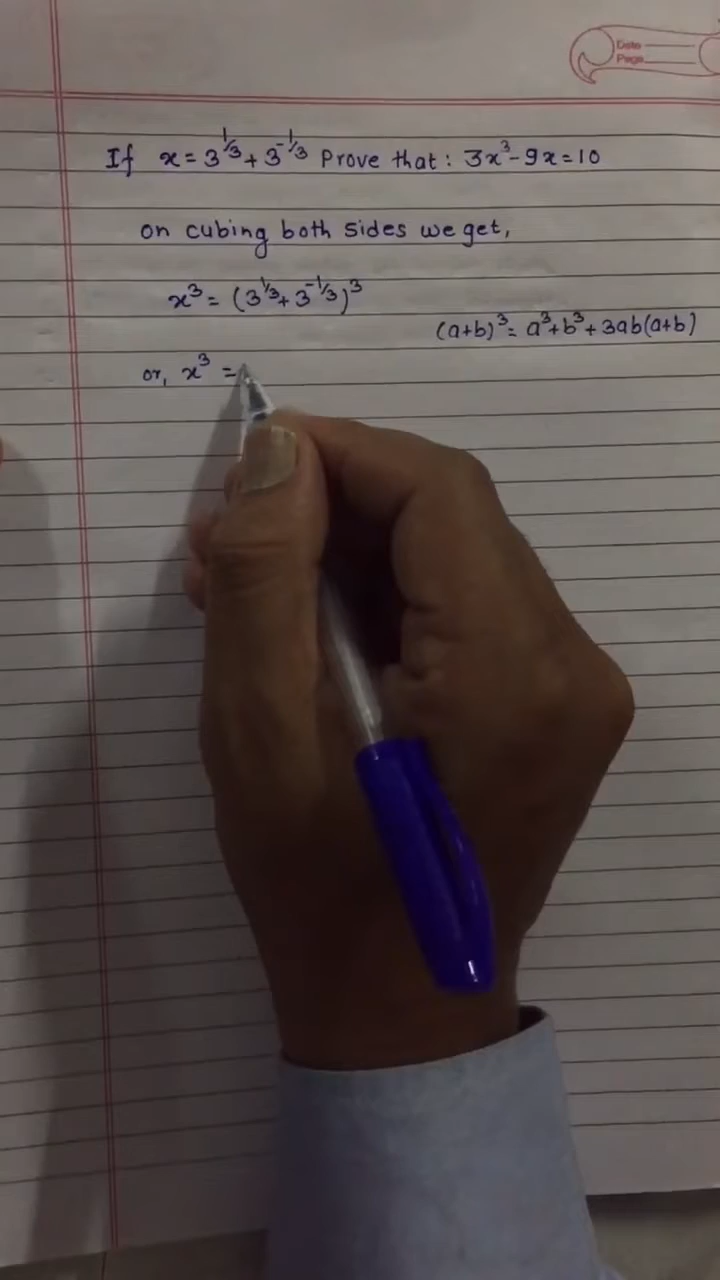 Date
Page
If x = 3^1/3 + 3^-1/3 Prove that : 3x³ - 9x = 10
on cubing both sides we get,
x³ = (3^1/3 + 3^-1/3)³
(a+b)³ = a³+b³+3ab(a+b)
or, x³ =